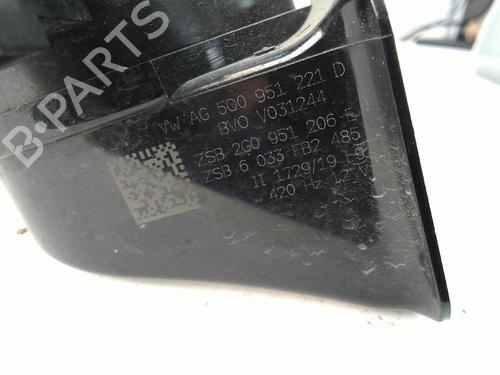 VW AG 5Q0 951 221 D
BVO V031244
ZSB 2G0 951 206 F
ZSB 6 033 FB2 485
II 1729/19
420 Hz 12 V
B-PARTS